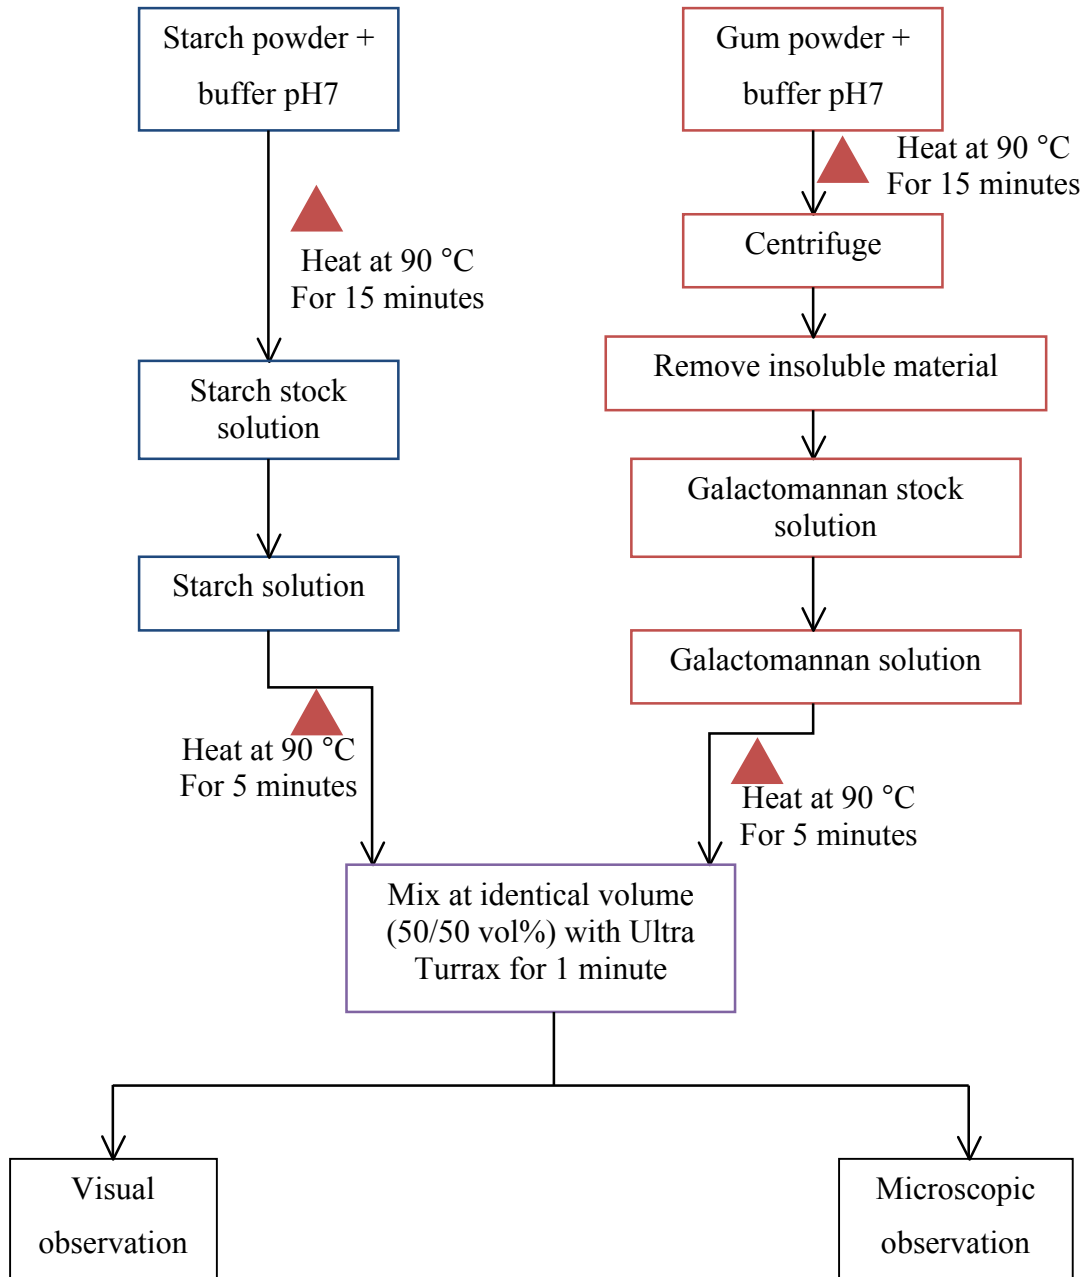 Starch powder +
buffer pH7
Gum powder +
buffer pH7
Heat at 90 °C
For 15 minutes
Centrifuge
Heat at 90 °C
For 15 minutes
Remove insoluble material
Starch stock
solution
Galactomannan stock
solution
Starch solution
Galactomannan solution
Heat at 90 °C
For 5 minutes
Heat at 90 °C
For 5 minutes
Mix at identical volume
(50/50 vol%) with Ultra
Turrax for 1 minute
Visual
observation
Microscopic
observation